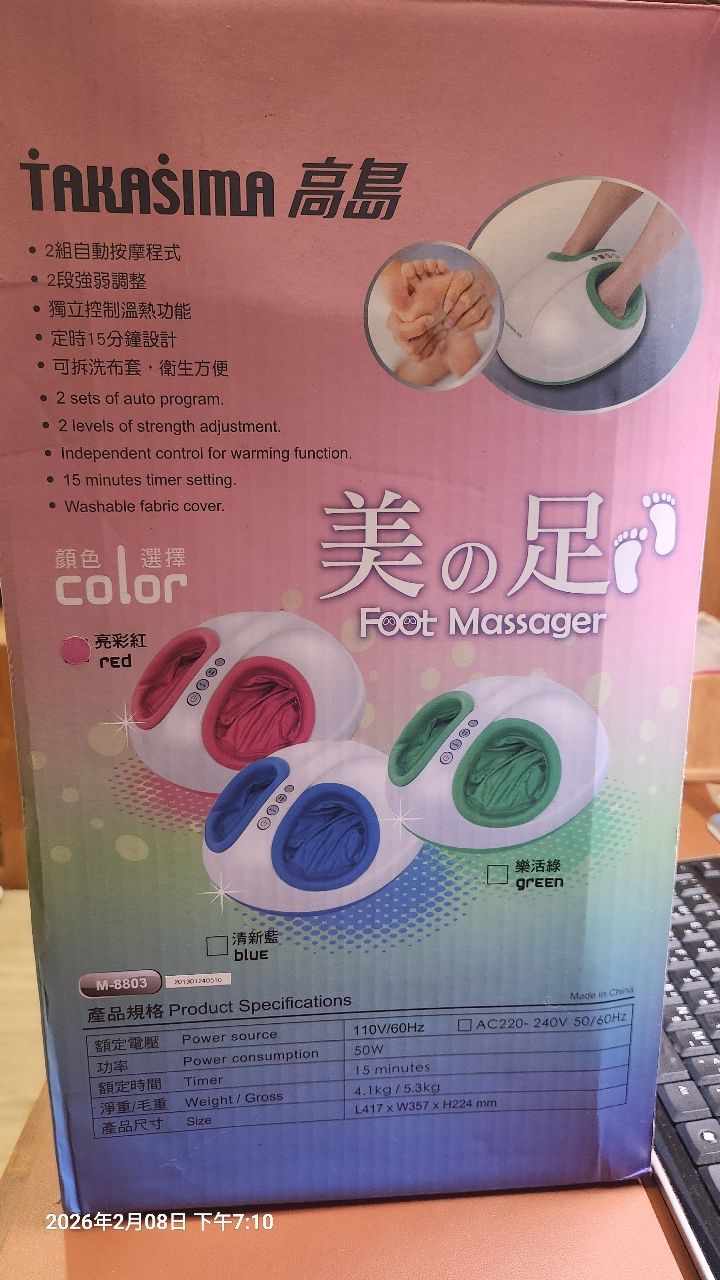 TAKASIMA 高島
• 2組自動按摩程式
• 2段強弱調整
• 獨立控制溫熱功能
• 定時15分鐘設計
• 可拆洗布套，衛生方便
• 2 sets of auto program.
• 2 levels of strength adjustment.
• Independent control for warming function.
• 15 minutes timer setting.
• Washable fabric cover.
美の足
Foot Massager
顏色 選擇
color
亮彩紅
red
樂活綠
green
清新藍
blue
M-8803 201301240510
產品規格 Product Specifications
Made in China
額定電壓 Power source 110V/60Hz □ AC220- 240V 50/60Hz
功率 Power consumption 50W
額定時間 Timer 15 minutes
淨重/毛重 Weight / Gross 4.1kg / 5.3kg
產品尺寸 Size L417 x W357 x H224 mm
2026年2月08日 下午7:10